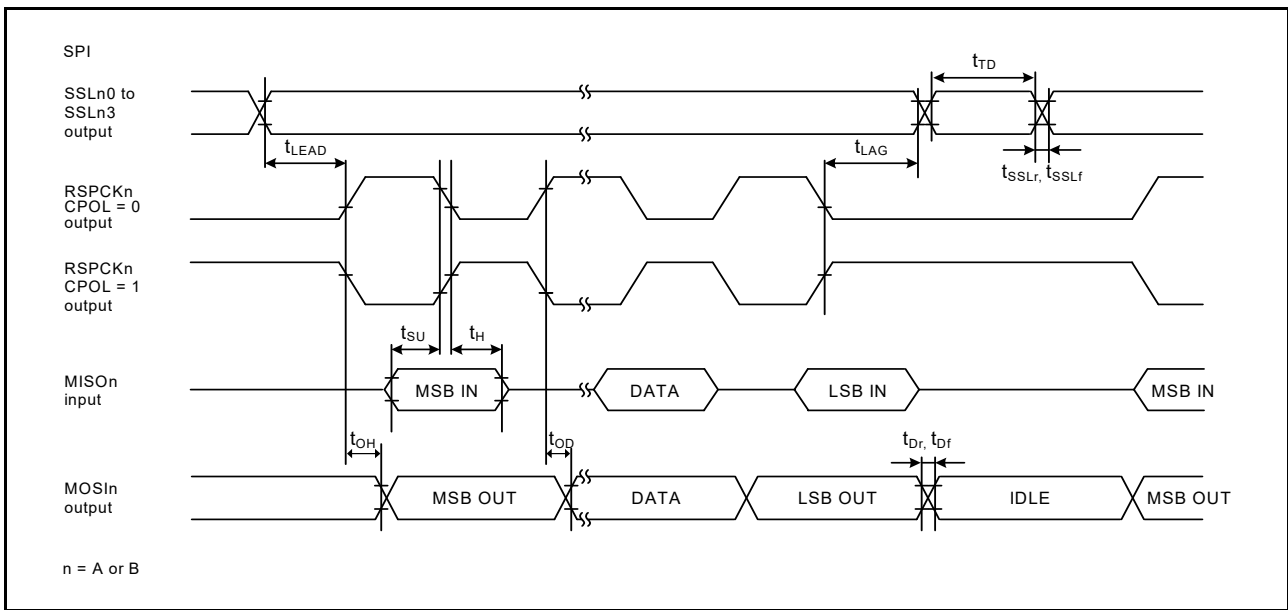 SPI
tTD
SSLn0 to
SSLn3
output
tLEAD
tLAG
tSSLr, tSSLf
RSPCKn
CPOL = 0
output
RSPCKn
CPOL = 1
output
tSU
tH
MISOn
input
MSB IN
DATA
LSB IN
MSB IN
tOH
tOD
tDr, tDf
MOSIn
output
MSB OUT
DATA
LSB OUT
IDLE
MSB OUT
n = A or B